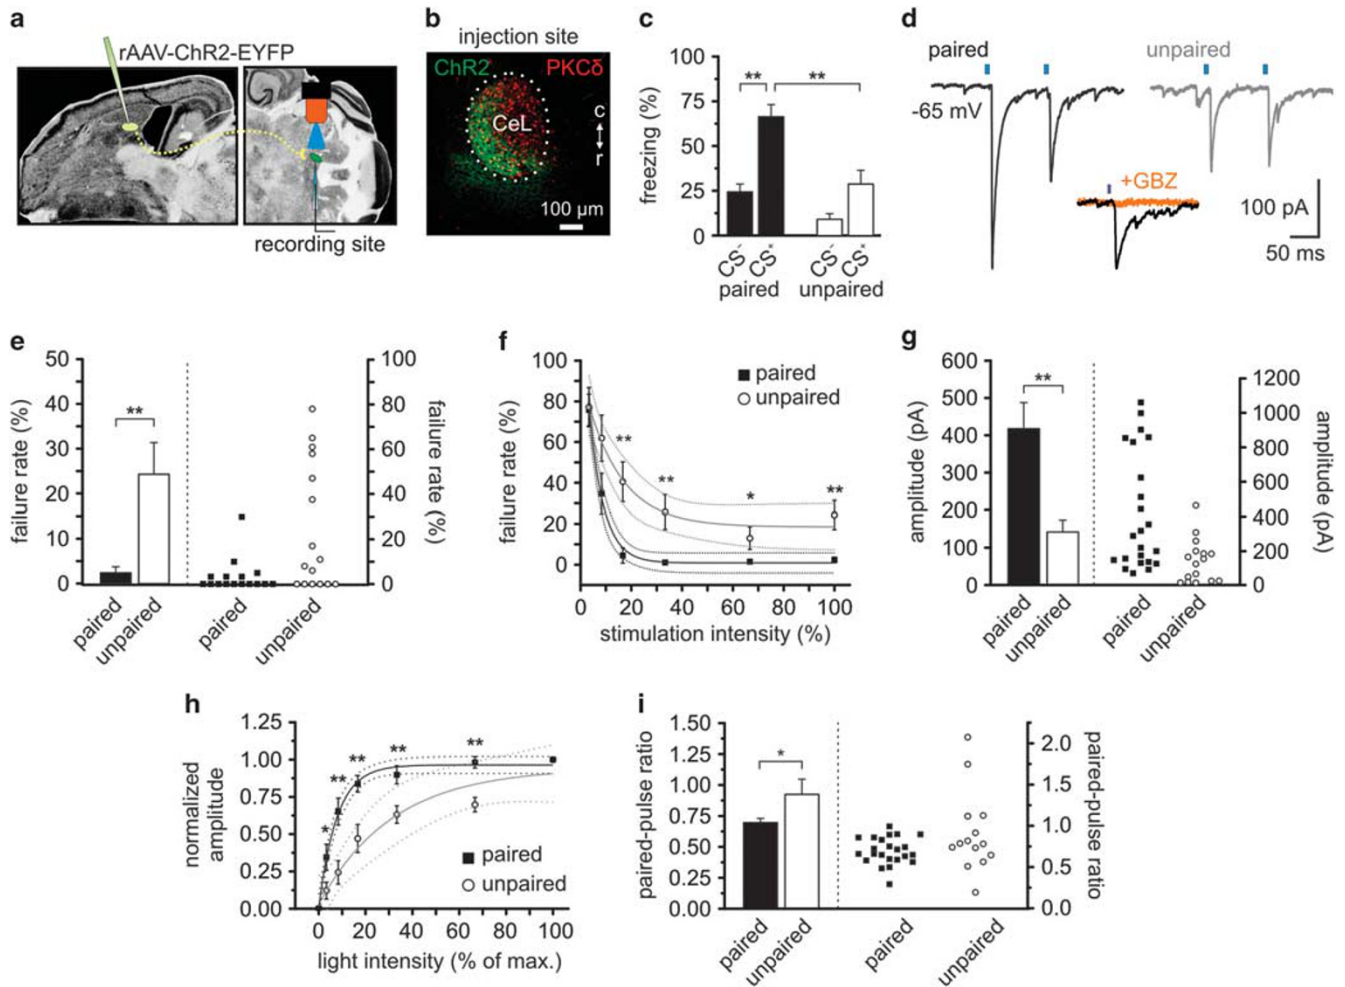 a
rAAV-ChR2-EYFP
recording site
b
injection site
ChR2
PKCδ
CeL
c
r
100 µm
c
100
75
50
25
0
freezing (%)
**
**
CS⁻
CS⁺
CS⁻
CS⁺
paired
unpaired
d
paired
unpaired
-65 mV
+GBZ
100 pA
50 ms
e
50
40
30
20
10
0
failure rate (%)
**
100
80
60
40
20
0
failure rate (%)
paired
unpaired
paired
unpaired
f
100
80
60
40
20
0
failure rate (%)
paired
unpaired
**
**
*
**
0
20
40
60
80
100
stimulation intensity (%)
g
600
500
400
300
200
100
0
amplitude (pA)
**
1200
1000
800
600
400
200
0
amplitude (pA)
paired
unpaired
paired
unpaired
h
1.25
1.00
0.75
0.50
0.25
0.00
normalized
amplitude
*
**
**
**
**
paired
unpaired
0
20
40
60
80
100
light intensity (% of max.)
i
1.50
1.25
1.00
0.75
0.50
0.25
0.00
paired-pulse ratio
*
2.0
1.5
1.0
0.5
0.0
paired-pulse ratio
paired
unpaired
paired
unpaired